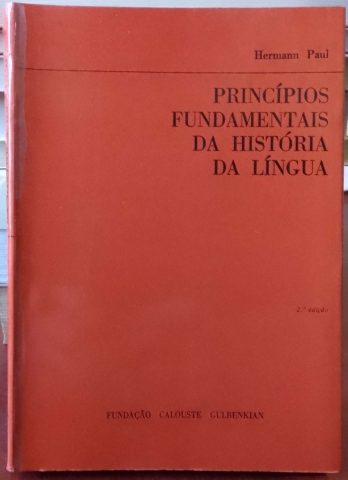 Hermann Paul
PRINCÍPIOS
FUNDAMENTAIS
DA HISTÓRIA
DA LÍNGUA
2.ª edição
FUNDAÇÃO CALOUSTE GULBENKIAN